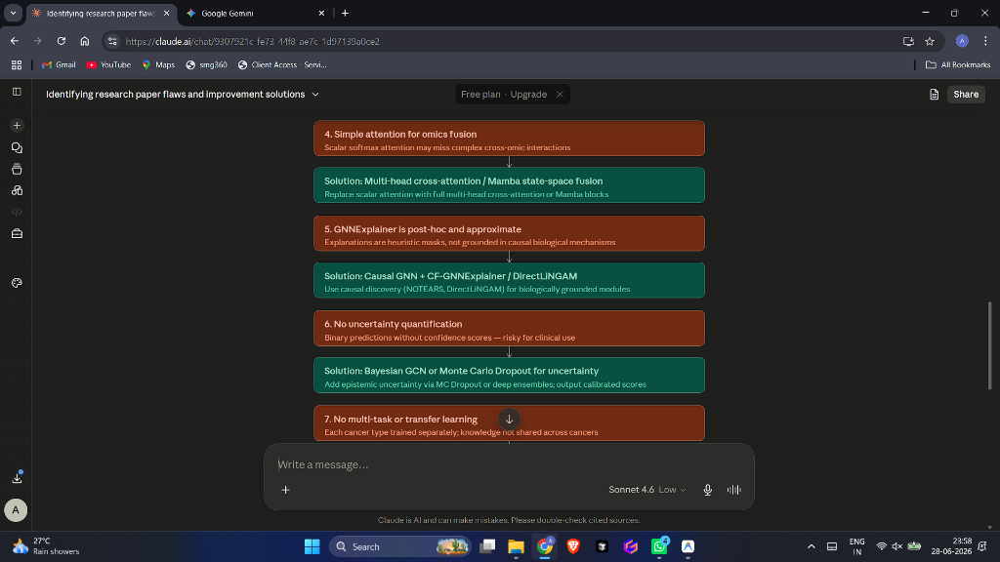 Identifying research paper flaw
Google Gemini
https://claude.ai/chat/9307921c-fe73-44f8-ae7c-1d97139a0ce2
Gmail
YouTube
Maps
smg360
Client Access - Servi...
All Bookmarks
Identifying research paper flaws and improvement solutions
Free plan · Upgrade
Share
4. Simple attention for omics fusion
Scalar softmax attention may miss complex cross-omic interactions
Solution: Multi-head cross-attention / Mamba state-space fusion
Replace scalar attention with full multi-head cross-attention or Mamba blocks
5. GNNExplainer is post-hoc and approximate
Explanations are heuristic masks, not grounded in causal biological mechanisms
Solution: Causal GNN + CF-GNNExplainer / DirectLiNGAM
Use causal discovery (NOTEARS, DirectLiNGAM) for biologically grounded modules
6. No uncertainty quantification
Binary predictions without confidence scores — risky for clinical use
Solution: Bayesian GCN or Monte Carlo Dropout for uncertainty
Add epistemic uncertainty via MC Dropout or deep ensembles; output calibrated scores
7. No multi-task or transfer learning
Each cancer type trained separately; knowledge not shared across cancers
Write a message...
Sonnet 4.6 Low
Claude is AI and can make mistakes. Please double-check cited sources.
A
A
27°C
Rain showers
Search
4
ENG
IN
23:58
28-06-2026